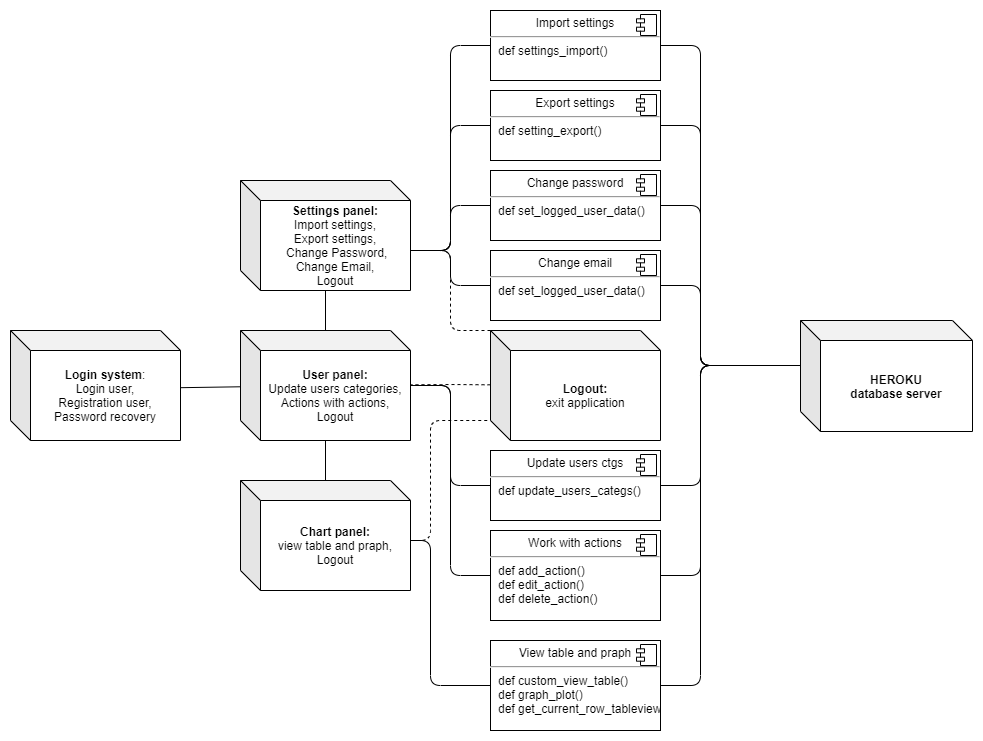 Import settings
def settings_import()
Export settings
def setting_export()
Change password
def set_logged_user_data()
Change email
def set_logged_user_data()
Settings panel:
Import settings,
Export settings,
Change Password,
Change Email,
Logout
Login system:
Login user,
Registration user,
Password recovery
User panel:
Update users categories,
Actions with actions,
Logout
Logout:
exit application
HEROKU
database server
Chart panel:
view table and praph,
Logout
Update users ctgs
def update_users_categs()
Work with actions
def add_action()
def edit_action()
def delete_action()
View table and praph
def custom_view_table()
def graph_plot()
def get_current_row_tableview